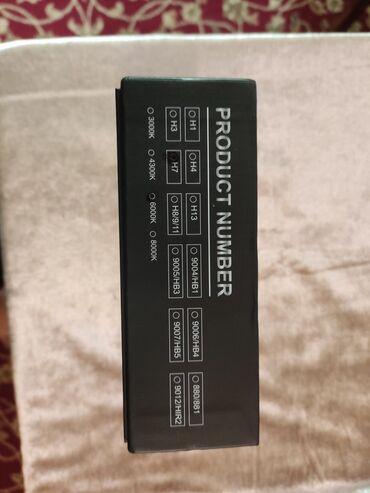 PRODUCT NUMBER
○ H1 ○ H4 ○ H13 ○ 9004/HB1 ○ 9006/HB4 ○ 880/881
○ H3 ○ H7 ○ H8/9/11 ○ 9005/HB3 ○ 9007/HB5 ○ 9012/HIR2
○ 3000K ○ 4300K ○ 6000K ○ 8000K